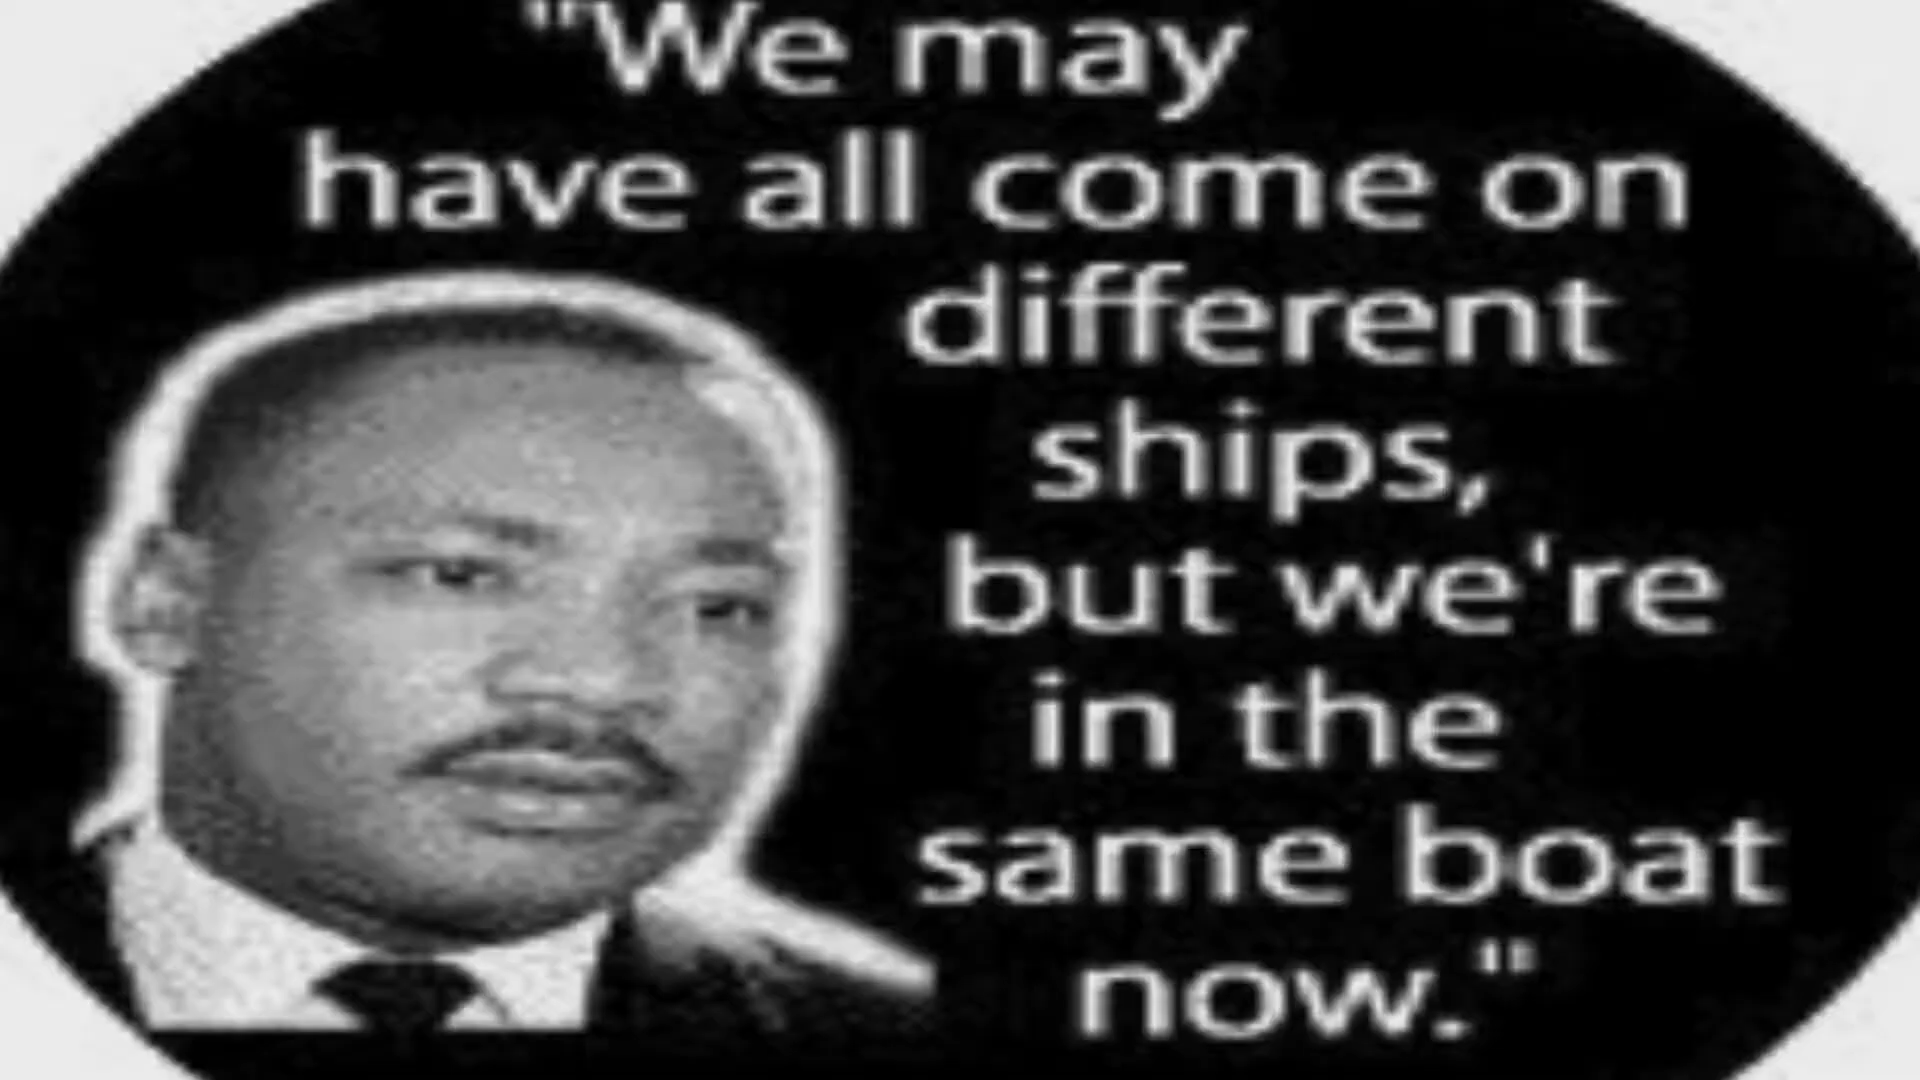 "We may
have all come on
different
ships,
but we're
in the
same boat
now."